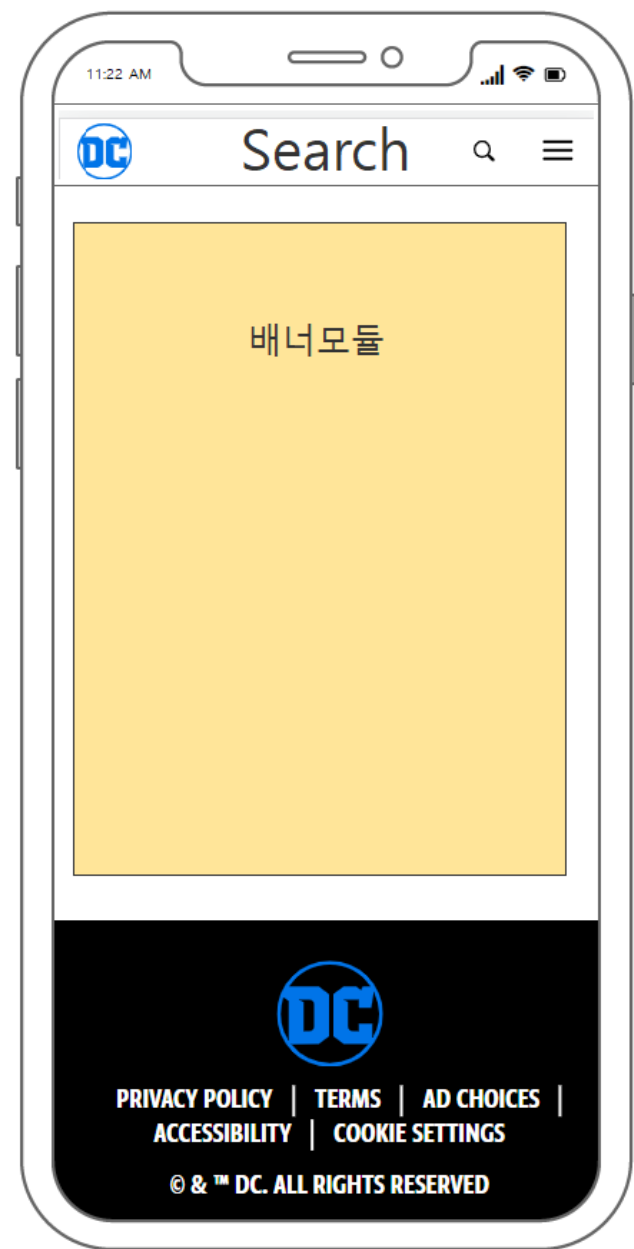 11:22 AM
DC Search
배너모듈
DC
PRIVACY POLICY | TERMS | AD CHOICES |
ACCESSIBILITY | COOKIE SETTINGS
© & ™ DC. ALL RIGHTS RESERVED